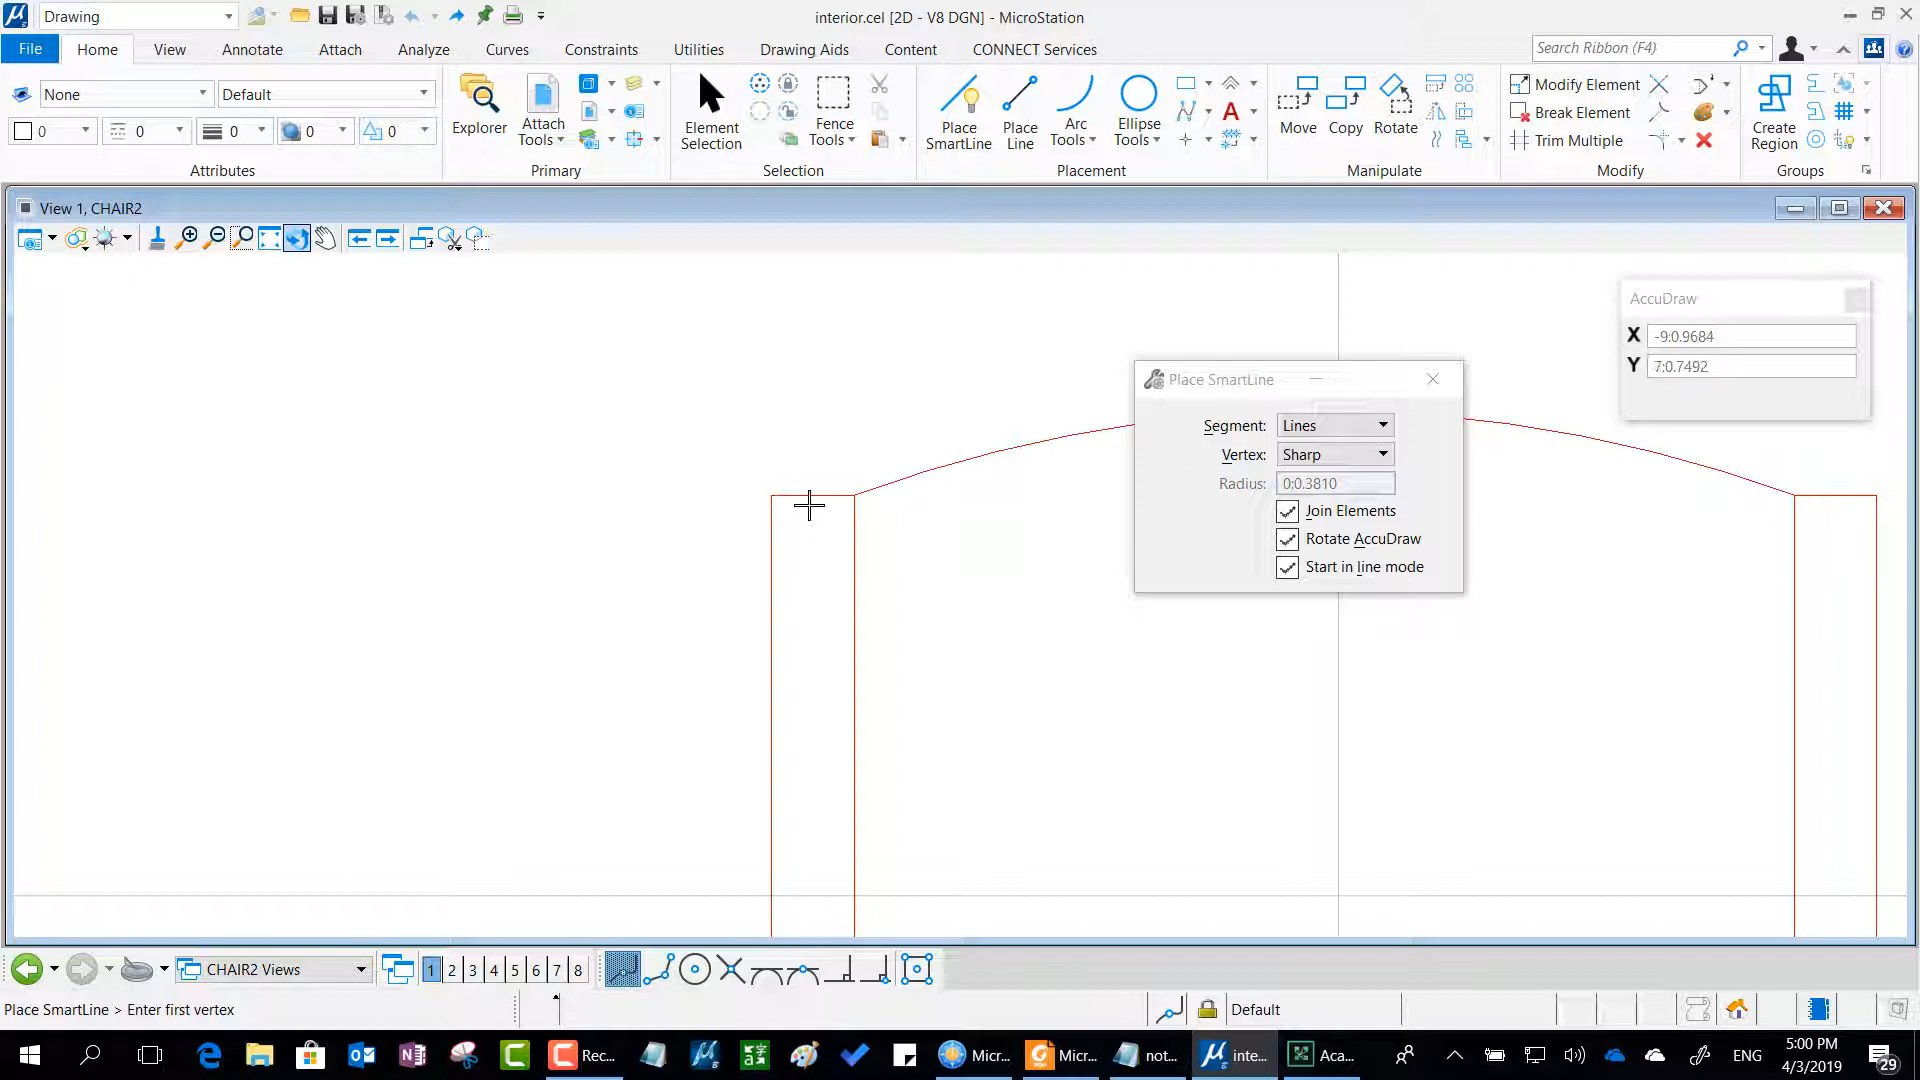 Drawing
interior.cel [2D - V8 DGN] - MicroStation
File Home View Annotate Attach Analyze Curves Constraints Utilities Drawing Aids Content CONNECT Services
Search Ribbon (F4)
None
Default
0 0 0 0 0
Attributes
Explorer
Attach Tools
Primary
Element Selection
Fence Tools
Selection
Place SmartLine
Place Line
Arc Tools
Ellipse Tools
A
Placement
Move
Copy
Rotate
Manipulate
Modify Element
Break Element
Trim Multiple
Modify
Create Region
Groups
View 1, CHAIR2
AccuDraw
X -9:0.9684
Y 7:0.7492
Place SmartLine
Segment: Lines
Vertex: Sharp
Radius: 0:0.3810
Join Elements
Rotate AccuDraw
Start in line mode
CHAIR2 Views
1 2 3 4 5 6 7 8
Place SmartLine > Enter first vertex
Default
Rec...
Micr...
Micr...
not...
inte...
Aca...
ENG
5:00 PM
4/3/2019
29